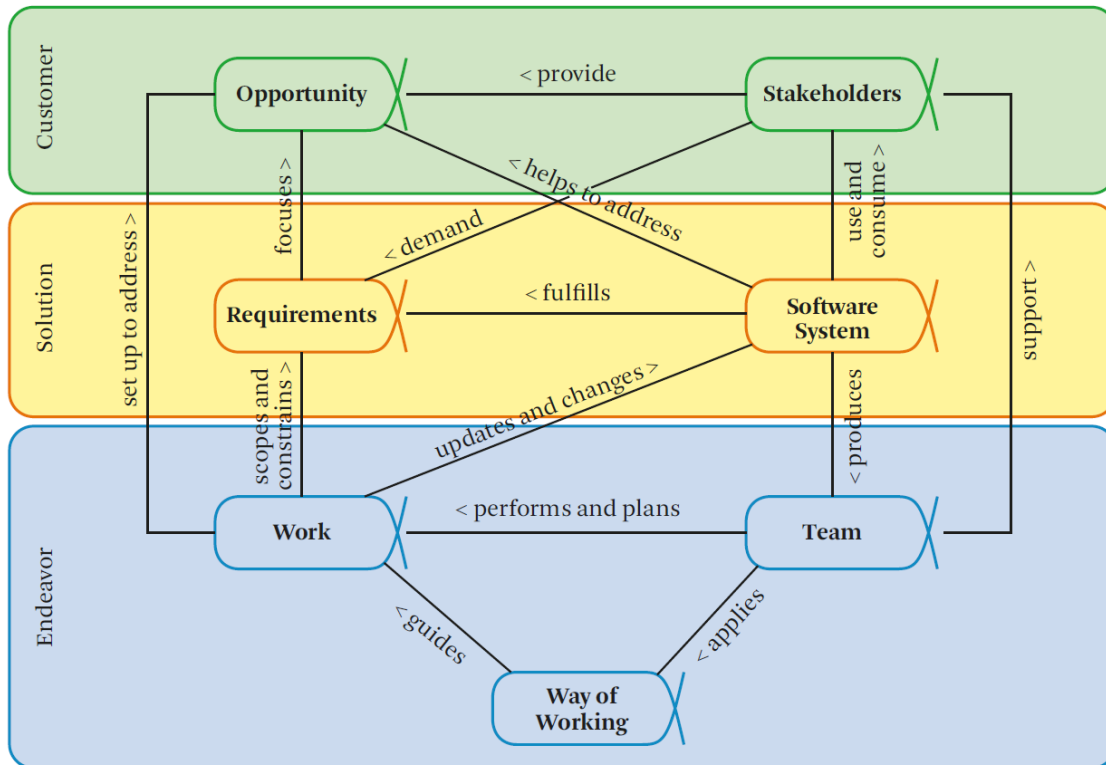 Customer
Opportunity
< provide
Stakeholders
focuses >
< helps to address
use and
consume >
< demand
set up to address >
Solution
Requirements
< fulfills
Software
System
support >
scopes and
constrains >
updates and changes >
< produces
Endeavor
Work
< performs and plans
Team
< guides
< applies
Way of
Working